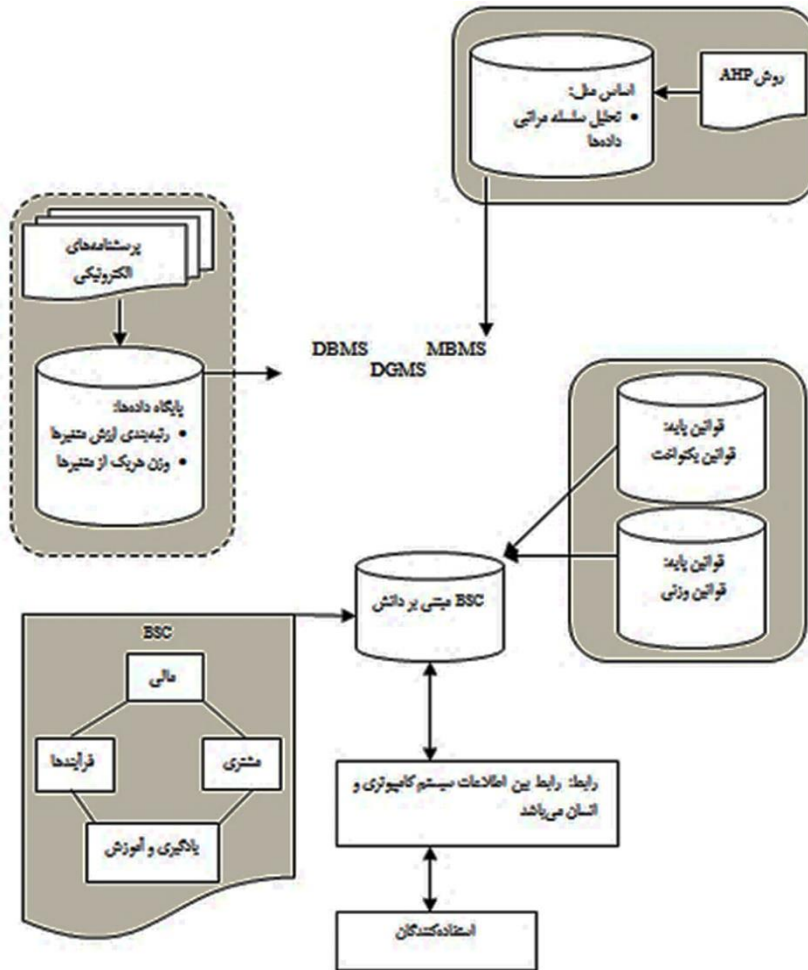 روش AHP
اساس مدل:
• تحلیل سلسله مراتبی
داده‌ها
پرسشنامه‌های
الکترونیکی
DBMS MBMS
DGMS
پایگاه داده‌ها:
• رتبه‌بندی ارزش متغیرها
• وزن هریک از متغیرها
قوانین پایه:
قوانین یکنواخت
قوانین پایه:
قوانین وزنی
BSC مبتنی بر دانش
BSC
مالی
مشتری
فرآیندها
یادگیری و آموزش
رابط: رابط بین اطلاعات سیستم کامپیوتری و
انسان می‌باشد
استفاده‌کنندگان